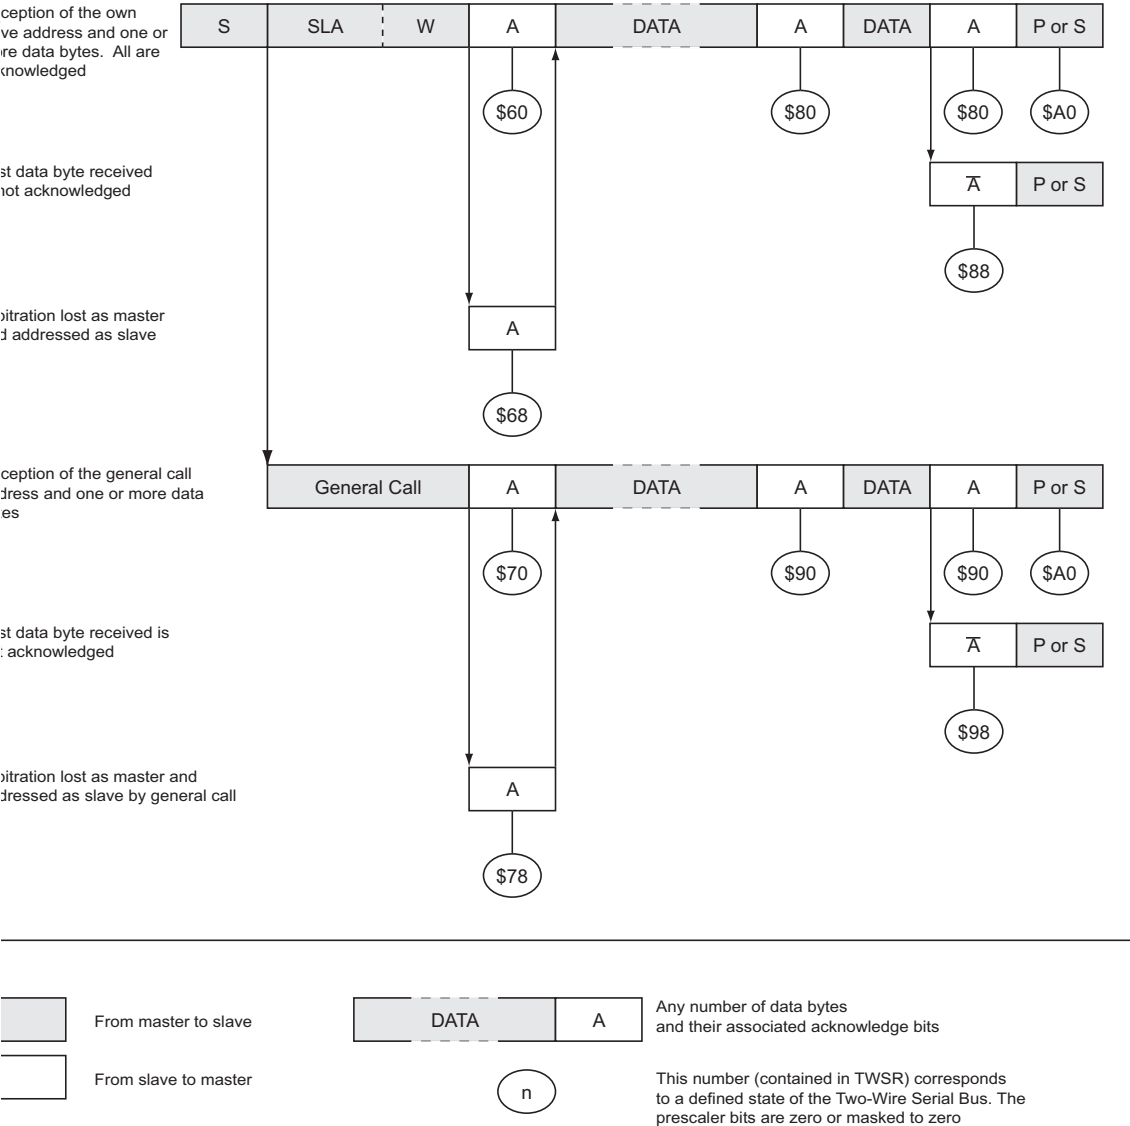 ception of the own
ve address and one or
re data bytes. All are
knowledged
S SLA W A DATA A DATA A P or S
$60 $80 $80 $A0
st data byte received
not acknowledged
A̅ P or S
$88
bitration lost as master
d addressed as slave
A
$68
ception of the general call
dress and one or more data
es
General Call A DATA A DATA A P or S
$70 $90 $90 $A0
st data byte received is
t acknowledged
A̅ P or S
$98
bitration lost as master and
dressed as slave by general call
A
$78
From master to slave
DATA A
Any number of data bytes
and their associated acknowledge bits
From slave to master
n
This number (contained in TWSR) corresponds
to a defined state of the Two-Wire Serial Bus. The
prescaler bits are zero or masked to zero